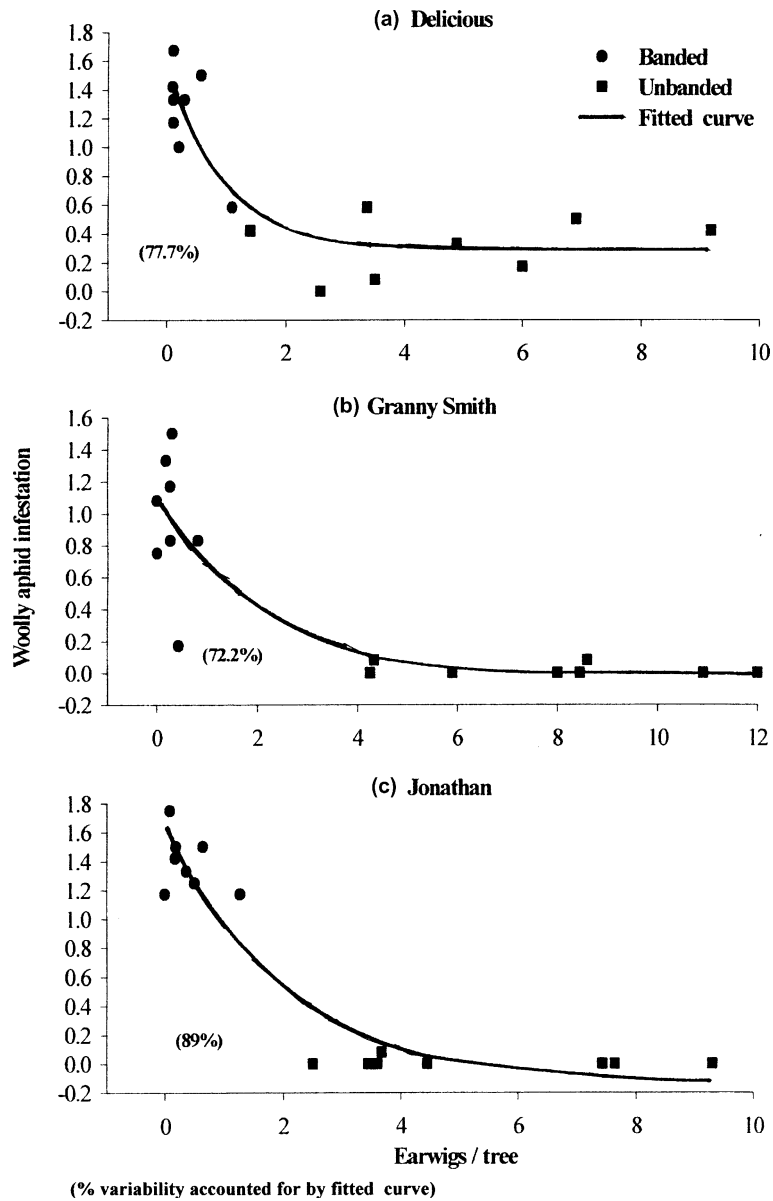 (a) Delicious
1.8
1.6
1.4
1.2
1.0
0.8
0.6
0.4
0.2
0.0
-0.2
Banded
Unbanded
Fitted curve
(77.7%)
0 2 4 6 8 10
(b) Granny Smith
1.6
1.4
1.2
1.0
0.8
0.6
0.4
0.2
0.0
-0.2
Woolly aphid infestation
(72.2%)
0 2 4 6 8 10 12
(c) Jonathan
1.8
1.6
1.4
1.2
1.0
0.8
0.6
0.4
0.2
0.0
-0.2
(89%)
0 2 4 6 8 10
Earwigs / tree
(% variability accounted for by fitted curve)